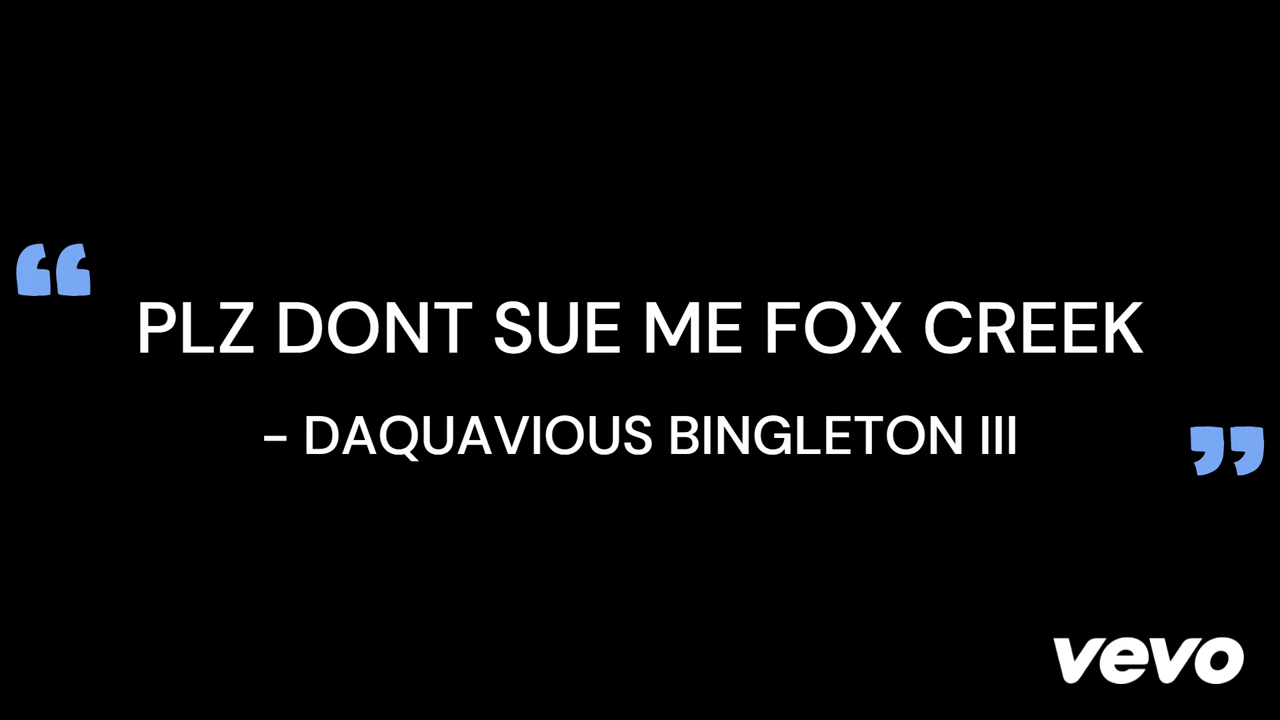 “
PLZ DONT SUE ME FOX CREEK
– DAQUAVIOUS BINGLETON III
”
vevo